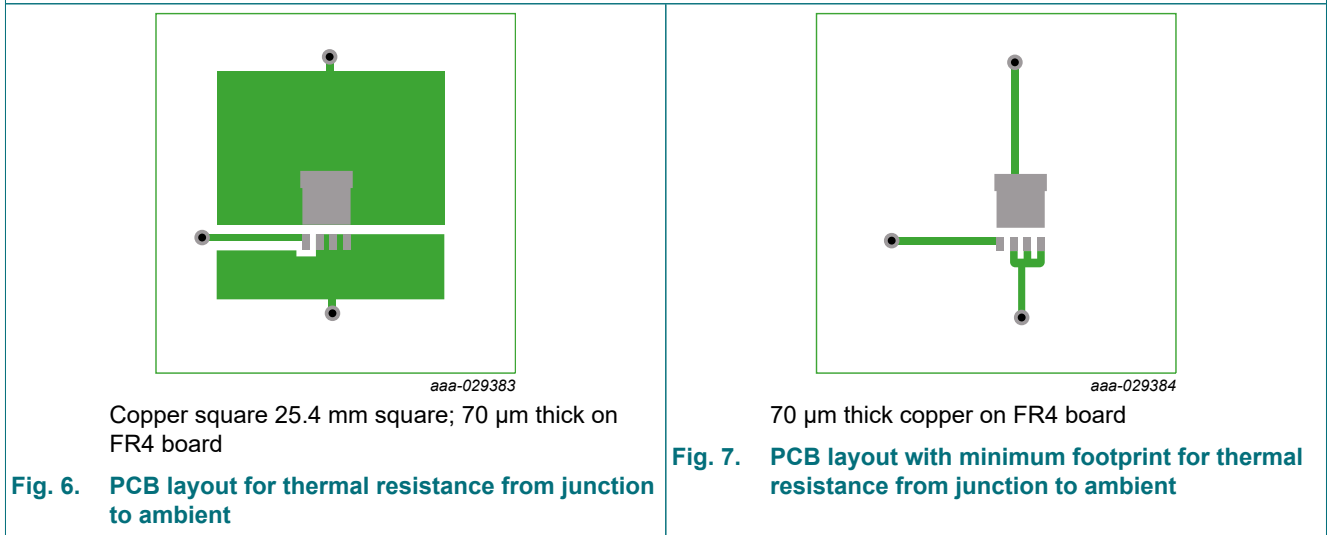 aaa-029383
Copper square 25.4 mm square; 70 μm thick on
FR4 board
Fig. 6. PCB layout for thermal resistance from junction
to ambient
aaa-029384
70 μm thick copper on FR4 board
Fig. 7. PCB layout with minimum footprint for thermal
resistance from junction to ambient